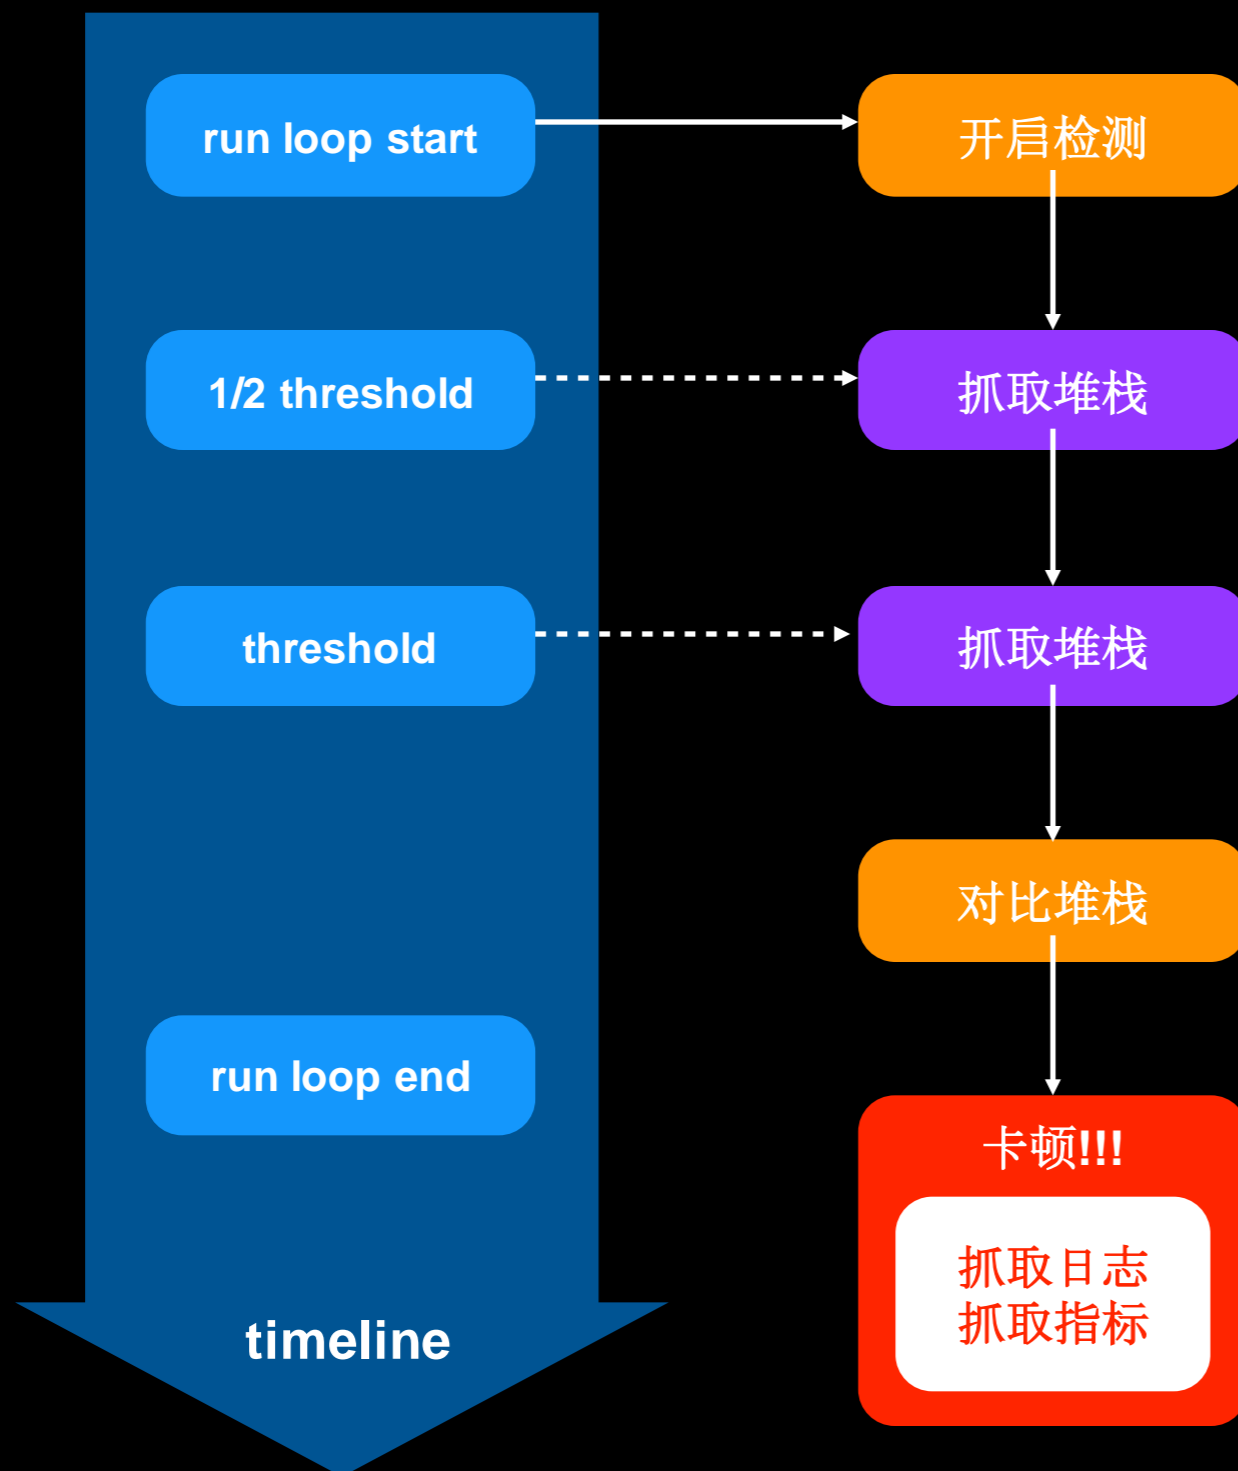 run loop start
开启检测
1/2 threshold
抓取堆栈
threshold
抓取堆栈
对比堆栈
run loop end
卡顿!!!
抓取日志
抓取指标
timeline